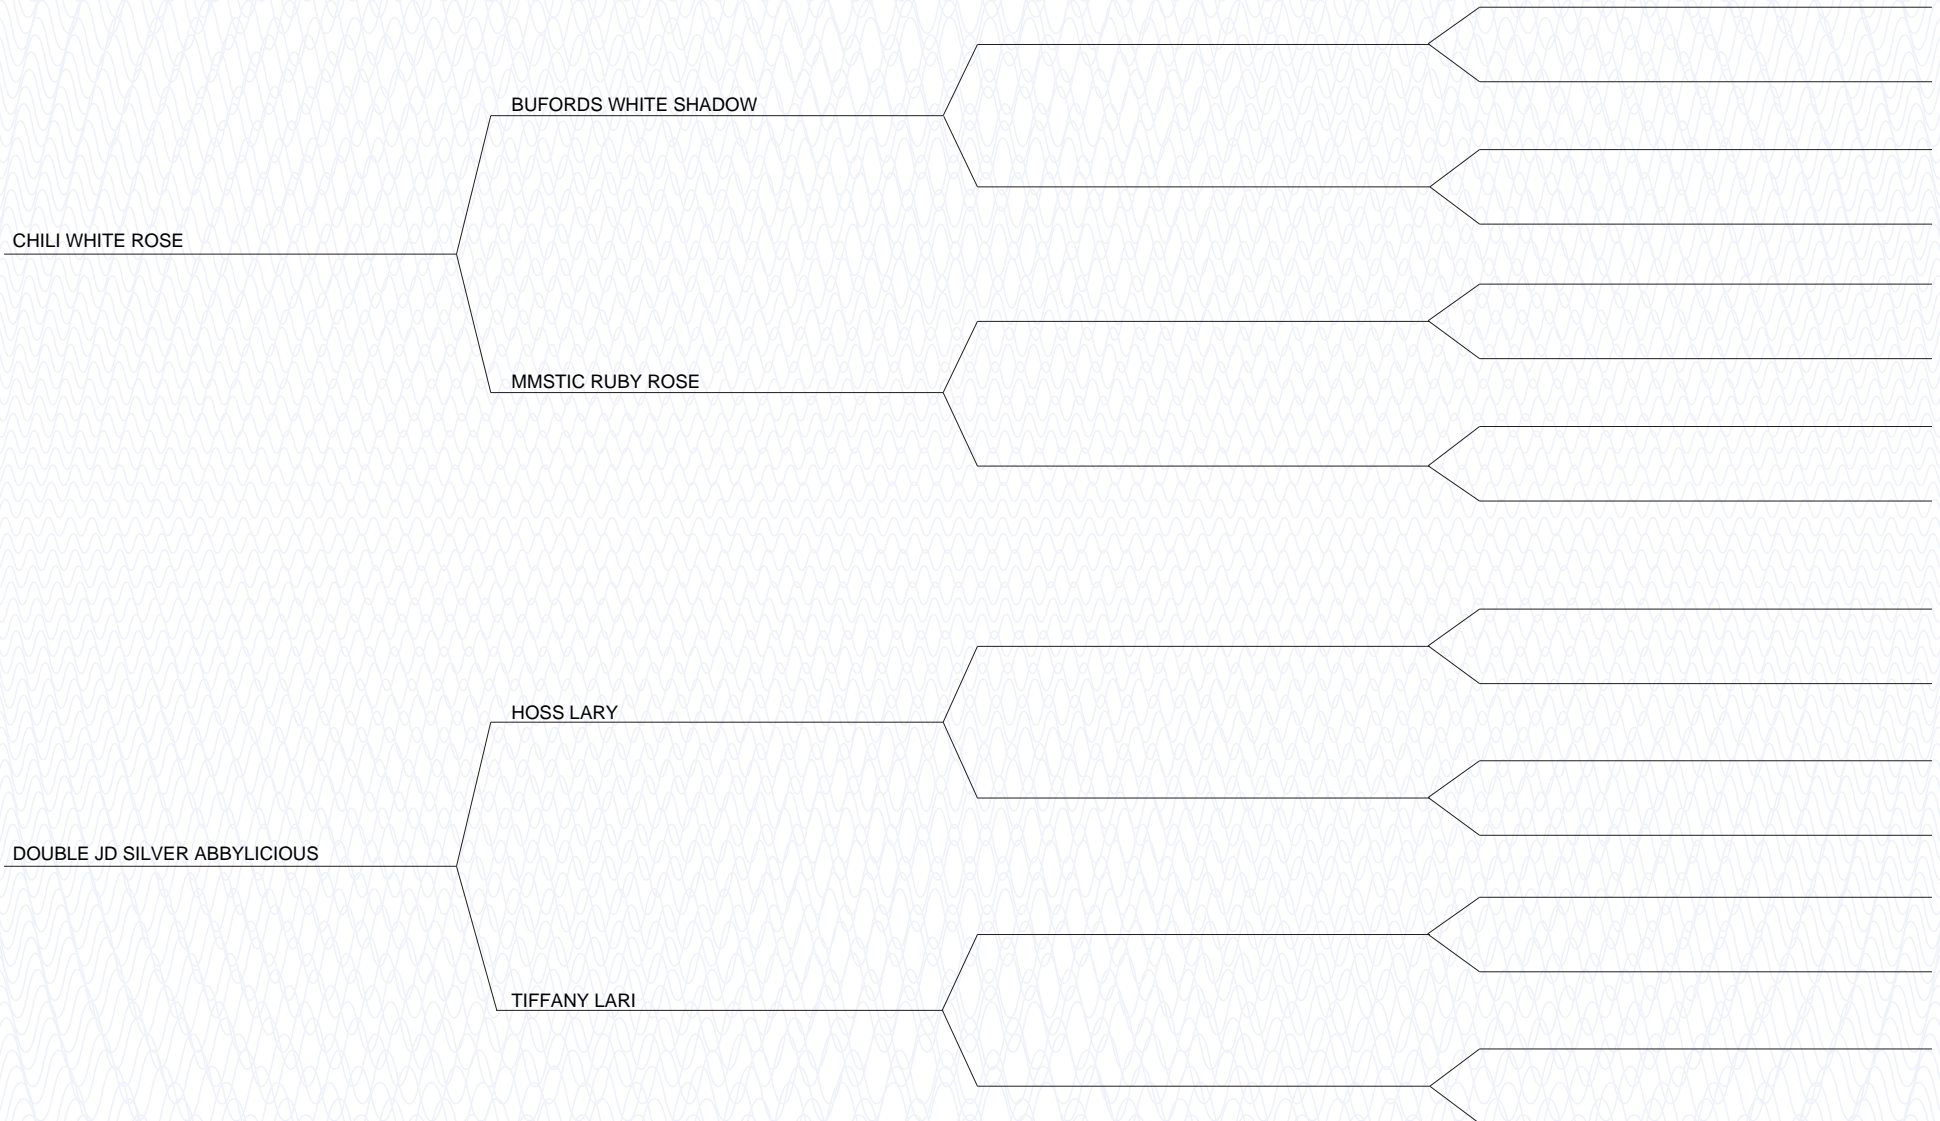 BUFORDS WHITE SHADOW
CHILI WHITE ROSE
MMSTIC RUBY ROSE
HOSS LARY
DOUBLE JD SILVER ABBYLICIOUS
TIFFANY LARI